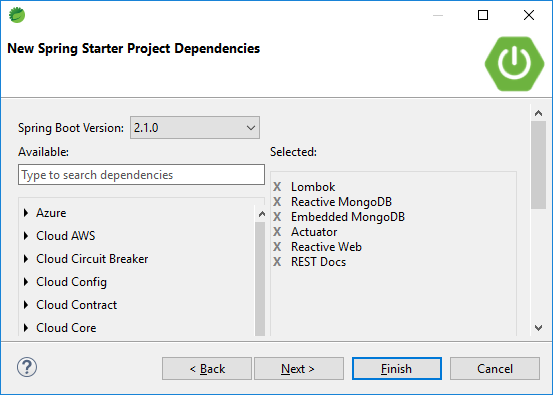 New Spring Starter Project Dependencies
Spring Boot Version: 2.1.0
Available:
Type to search dependencies
Azure
Cloud AWS
Cloud Circuit Breaker
Cloud Config
Cloud Contract
Cloud Core
Selected:
X Lombok
X Reactive MongoDB
X Embedded MongoDB
X Actuator
X Reactive Web
X REST Docs
? < Back Next > Finish Cancel